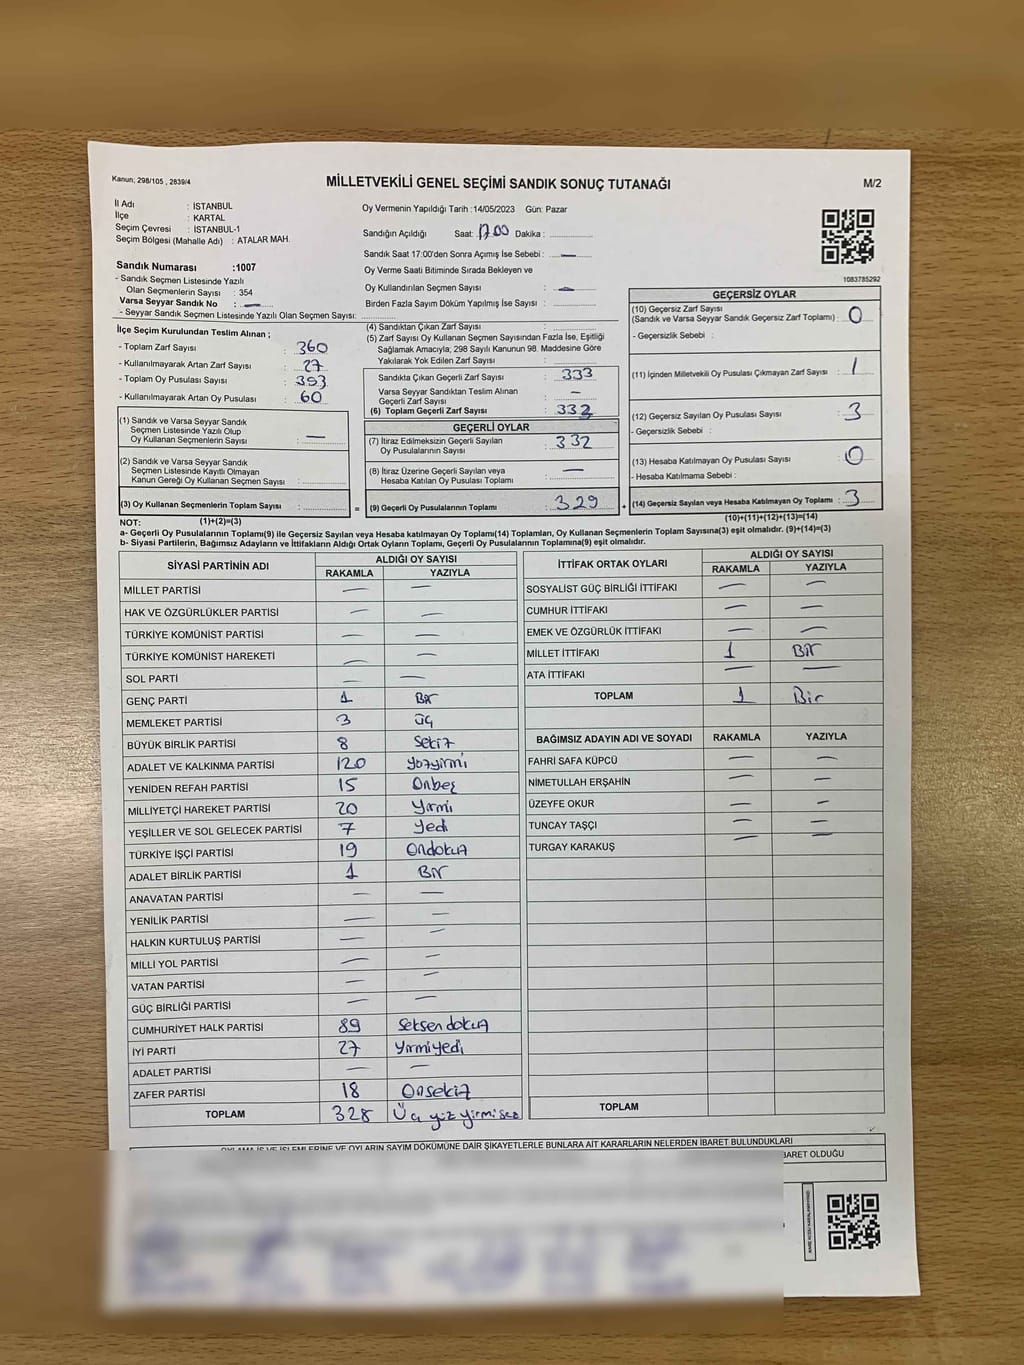 Kanun; 298/105 , 2839/4
MİLLETVEKİLİ GENEL SEÇİMİ SANDIK SONUÇ TUTANAĞI
M/2
İl Adı : İSTANBUL
İlçe : KARTAL
Seçim Çevresi : İSTANBUL-1
Seçim Bölgesi (Mahalle Adı) : ATALAR MAH.
Oy Vermenin Yapıldığı Tarih :14/05/2023 Gün: Pazar
Sandığın Açıldığı Saat: 17.00 Dakika :
Sandık Saat 17:00'den Sonra Açımış İse Sebebi : —
Oy Verme Saati Bitiminde Sırada Bekleyen ve
Oy Kullandırılan Seçmen Sayısı : —
Birden Fazla Sayım Döküm Yapılmış İse Sayısı :
1083785292
Sandık Numarası :1007
- Sandık Seçmen Listesinde Yazılı
Olan Seçmenlerin Sayısı : 354
Varsa Seyyar Sandık No : —
- Seyyar Sandık Seçmen Listesinde Yazılı Olan Seçmen Sayısı:
İlçe Seçim Kurulundan Teslim Alınan ;
- Toplam Zarf Sayısı : 360
- Kullanılmayarak Artan Zarf Sayısı : 27
- Toplam Oy Pusulası Sayısı : 393
- Kullanılmayarak Artan Oy Pusulası : 60
(1) Sandık ve Varsa Seyyar Sandık
Seçmen Listesinde Yazılı Olup
Oy Kullanan Seçmenlerin Sayısı : —
(2) Sandık ve Varsa Seyyar Sandık
Seçmen Listesinde Kayıtlı Olmayan
Kanun Gereği Oy Kullanan Seçmen Sayısı :
(3) Oy Kullanan Seçmenlerin Toplam Sayısı :
(4) Sandıktan Çıkan Zarf Sayısı :
(5) Zarf Sayısı Oy Kullanan Seçmen Sayısından Fazla İse, Eşitliği
Sağlamak Amacıyla, 298 Sayılı Kanunun 98. Maddesine Göre
Yakılarak Yok Edilen Zarf Sayısı :
Sandıkta Çıkan Geçerli Zarf Sayısı : 333
Varsa Seyyar Sandıktan Teslim Alınan
Geçerli Zarf Sayısı : —
(6) Toplam Geçerli Zarf Sayısı :
GEÇERLİ OYLAR
(7) İtiraz Edilmeksizin Geçerli Sayılan
Oy Pusulalarının Sayısı : 332
(8) İtiraz Üzerine Geçerli Sayılan veya
Hesaba Katılan Oy Pusulası Toplamı : —
= (9) Geçerli Oy Pusulalarının Toplamı : 329 +
GEÇERSİZ OYLAR
(10) Geçersiz Zarf Sayısı
(Sandık ve Varsa Seyyar Sandık Geçersiz Zarf Toplamı) : 0
- Geçersizlik Sebebi :
(11) İçinden Milletvekili Oy Pusulası Çıkmayan Zarf Sayısı : 1
(12) Geçersiz Sayılan Oy Pusulası Sayısı : 3
- Geçersizlik Sebebi :
(13) Hesaba Katılmayan Oy Pusulası Sayısı : 0
- Hesaba Katılmama Sebebi :
(14) Geçersiz Sayılan veya Hesaba Katılmayan Oy Toplamı : 3
NOT: (1)+(2)=(3) (10)+(11)+(12)+(13)=(14)
a- Geçerli Oy Pusulalarının Toplamı(9) ile Geçersiz Sayılan veya Hesaba katılmayan Oy Toplamı(14) Toplamları, Oy Kullanan Seçmenlerin Toplam Sayısına(3) eşit olmalıdır. (9)+(14)=(3)
b- Siyasi Partilerin, Bağımsız Adayların ve İttifakların Aldığı Ortak Oyların Toplamı, Geçerli Oy Pusulalarının Toplamına(9) eşit olmalıdır.
SİYASİ PARTİNİN ADI ALDIĞI OY SAYISI
RAKAMLA YAZIYLA
MİLLET PARTİSİ — —
HAK VE ÖZGÜRLÜKLER PARTİSİ — —
TÜRKİYE KOMÜNİST PARTİSİ — —
TÜRKİYE KOMÜNİST HAREKETİ — —
SOL PARTİ — —
GENÇ PARTİ 1 Bir
MEMLEKET PARTİSİ 3 üç
BÜYÜK BİRLİK PARTİSİ 8 Sekiz
ADALET VE KALKINMA PARTİSİ 120 yüzyirmi
YENİDEN REFAH PARTİSİ 15 Onbeş
MİLLİYETÇİ HAREKET PARTİSİ 20 Yirmi
YEŞİLLER VE SOL GELECEK PARTİSİ 7 Yedi
TÜRKİYE İŞÇİ PARTİSİ 19 Ondokuz
ADALET BİRLİK PARTİSİ 1 Bir
ANAVATAN PARTİSİ — —
YENİLİK PARTİSİ — —
HALKIN KURTULUŞ PARTİSİ — —
MİLLİ YOL PARTİSİ — —
VATAN PARTİSİ — —
GÜÇ BİRLİĞİ PARTİSİ — —
CUMHURİYET HALK PARTİSİ 89 Seksen dokuz
İYİ PARTİ 27 Yirmiyedi
ADALET PARTİSİ — —
ZAFER PARTİSİ 18 Onsekiz
TOPLAM 328 Üç yüz yirmi sek
İTTİFAK ORTAK OYLARI ALDIĞI OY SAYISI
RAKAMLA YAZIYLA
SOSYALİST GÜÇ BİRLİĞİ İTTİFAKI — —
CUMHUR İTTİFAKI — —
EMEK VE ÖZGÜRLÜK İTTİFAKI — —
MİLLET İTTİFAKI 1 Bir
ATA İTTİFAKI — —
TOPLAM 1 Bir
BAĞIMSIZ ADAYIN ADI VE SOYADI RAKAMLA YAZIYLA
FAHRİ SAFA KÜPCÜ — —
NİMETULLAH ERŞAHİN — —
ÜZEYFE OKUR — —
TUNCAY TAŞÇI — —
TURGAY KARAKUŞ — —
TOPLAM
OYLAMA İŞ VE İŞLEMLERİNE VE OYLARIN SAYIM DÖKÜMÜNE DAİR ŞİKAYETLERLE BUNLARA AİT KARARLARIN NELERDEN İBARET BULUNDUKLARI
İBARET OLDUĞU